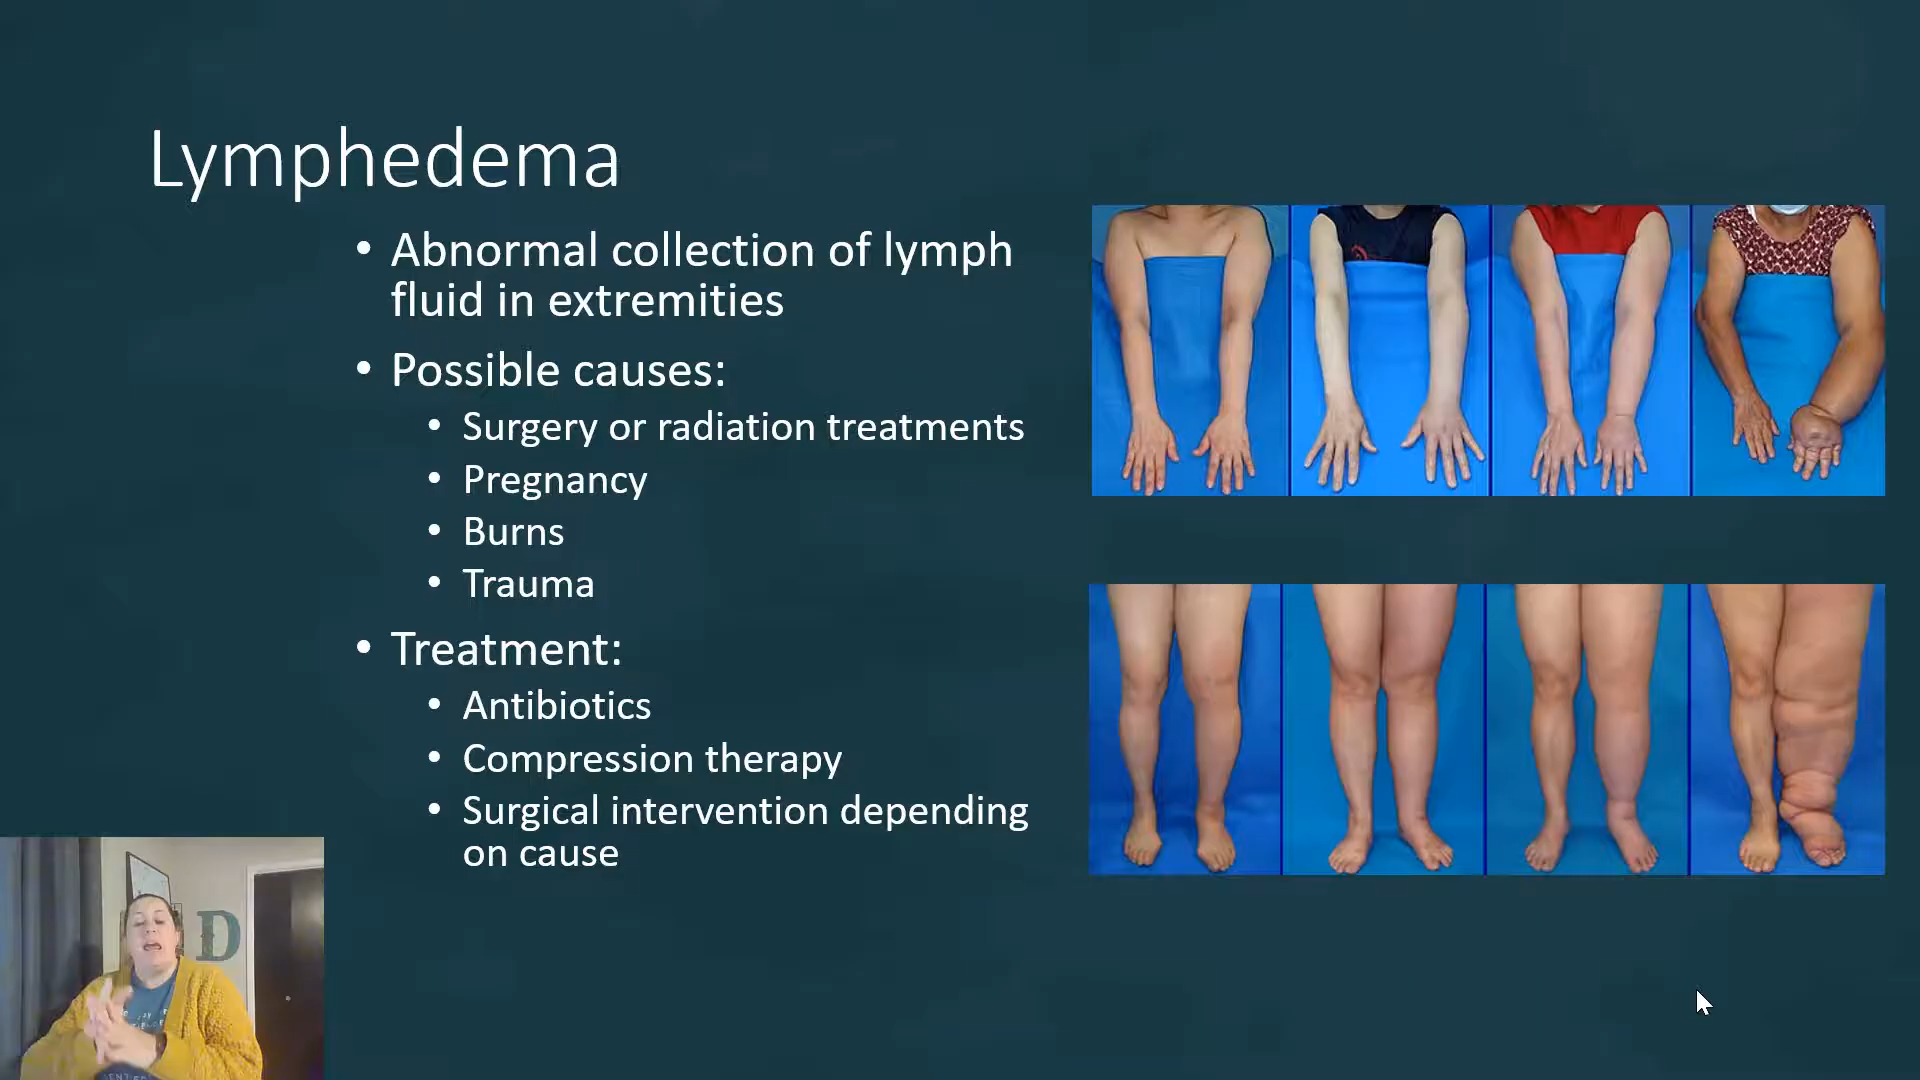 Lymphedema
• Abnormal collection of lymph
fluid in extremities
• Possible causes:
• Surgery or radiation treatments
• Pregnancy
• Burns
• Trauma
• Treatment:
• Antibiotics
• Compression therapy
• Surgical intervention depending
on cause
D